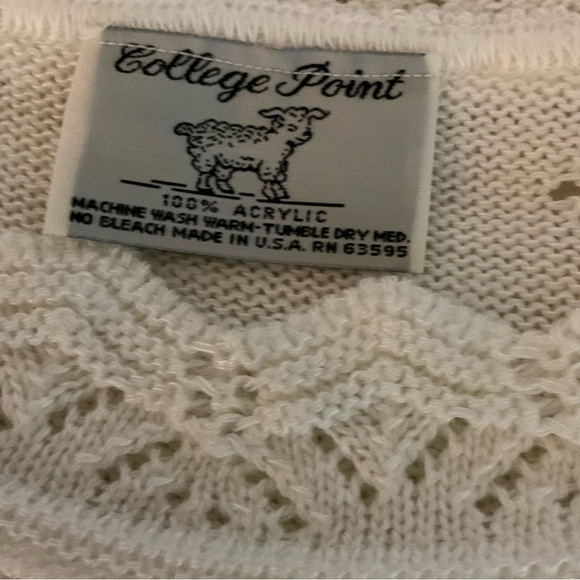 College Point
100% ACRYLIC
MACHINE WASH WARM-TUMBLE DRY MED.
NO BLEACH MADE IN U.S.A. RN 63595